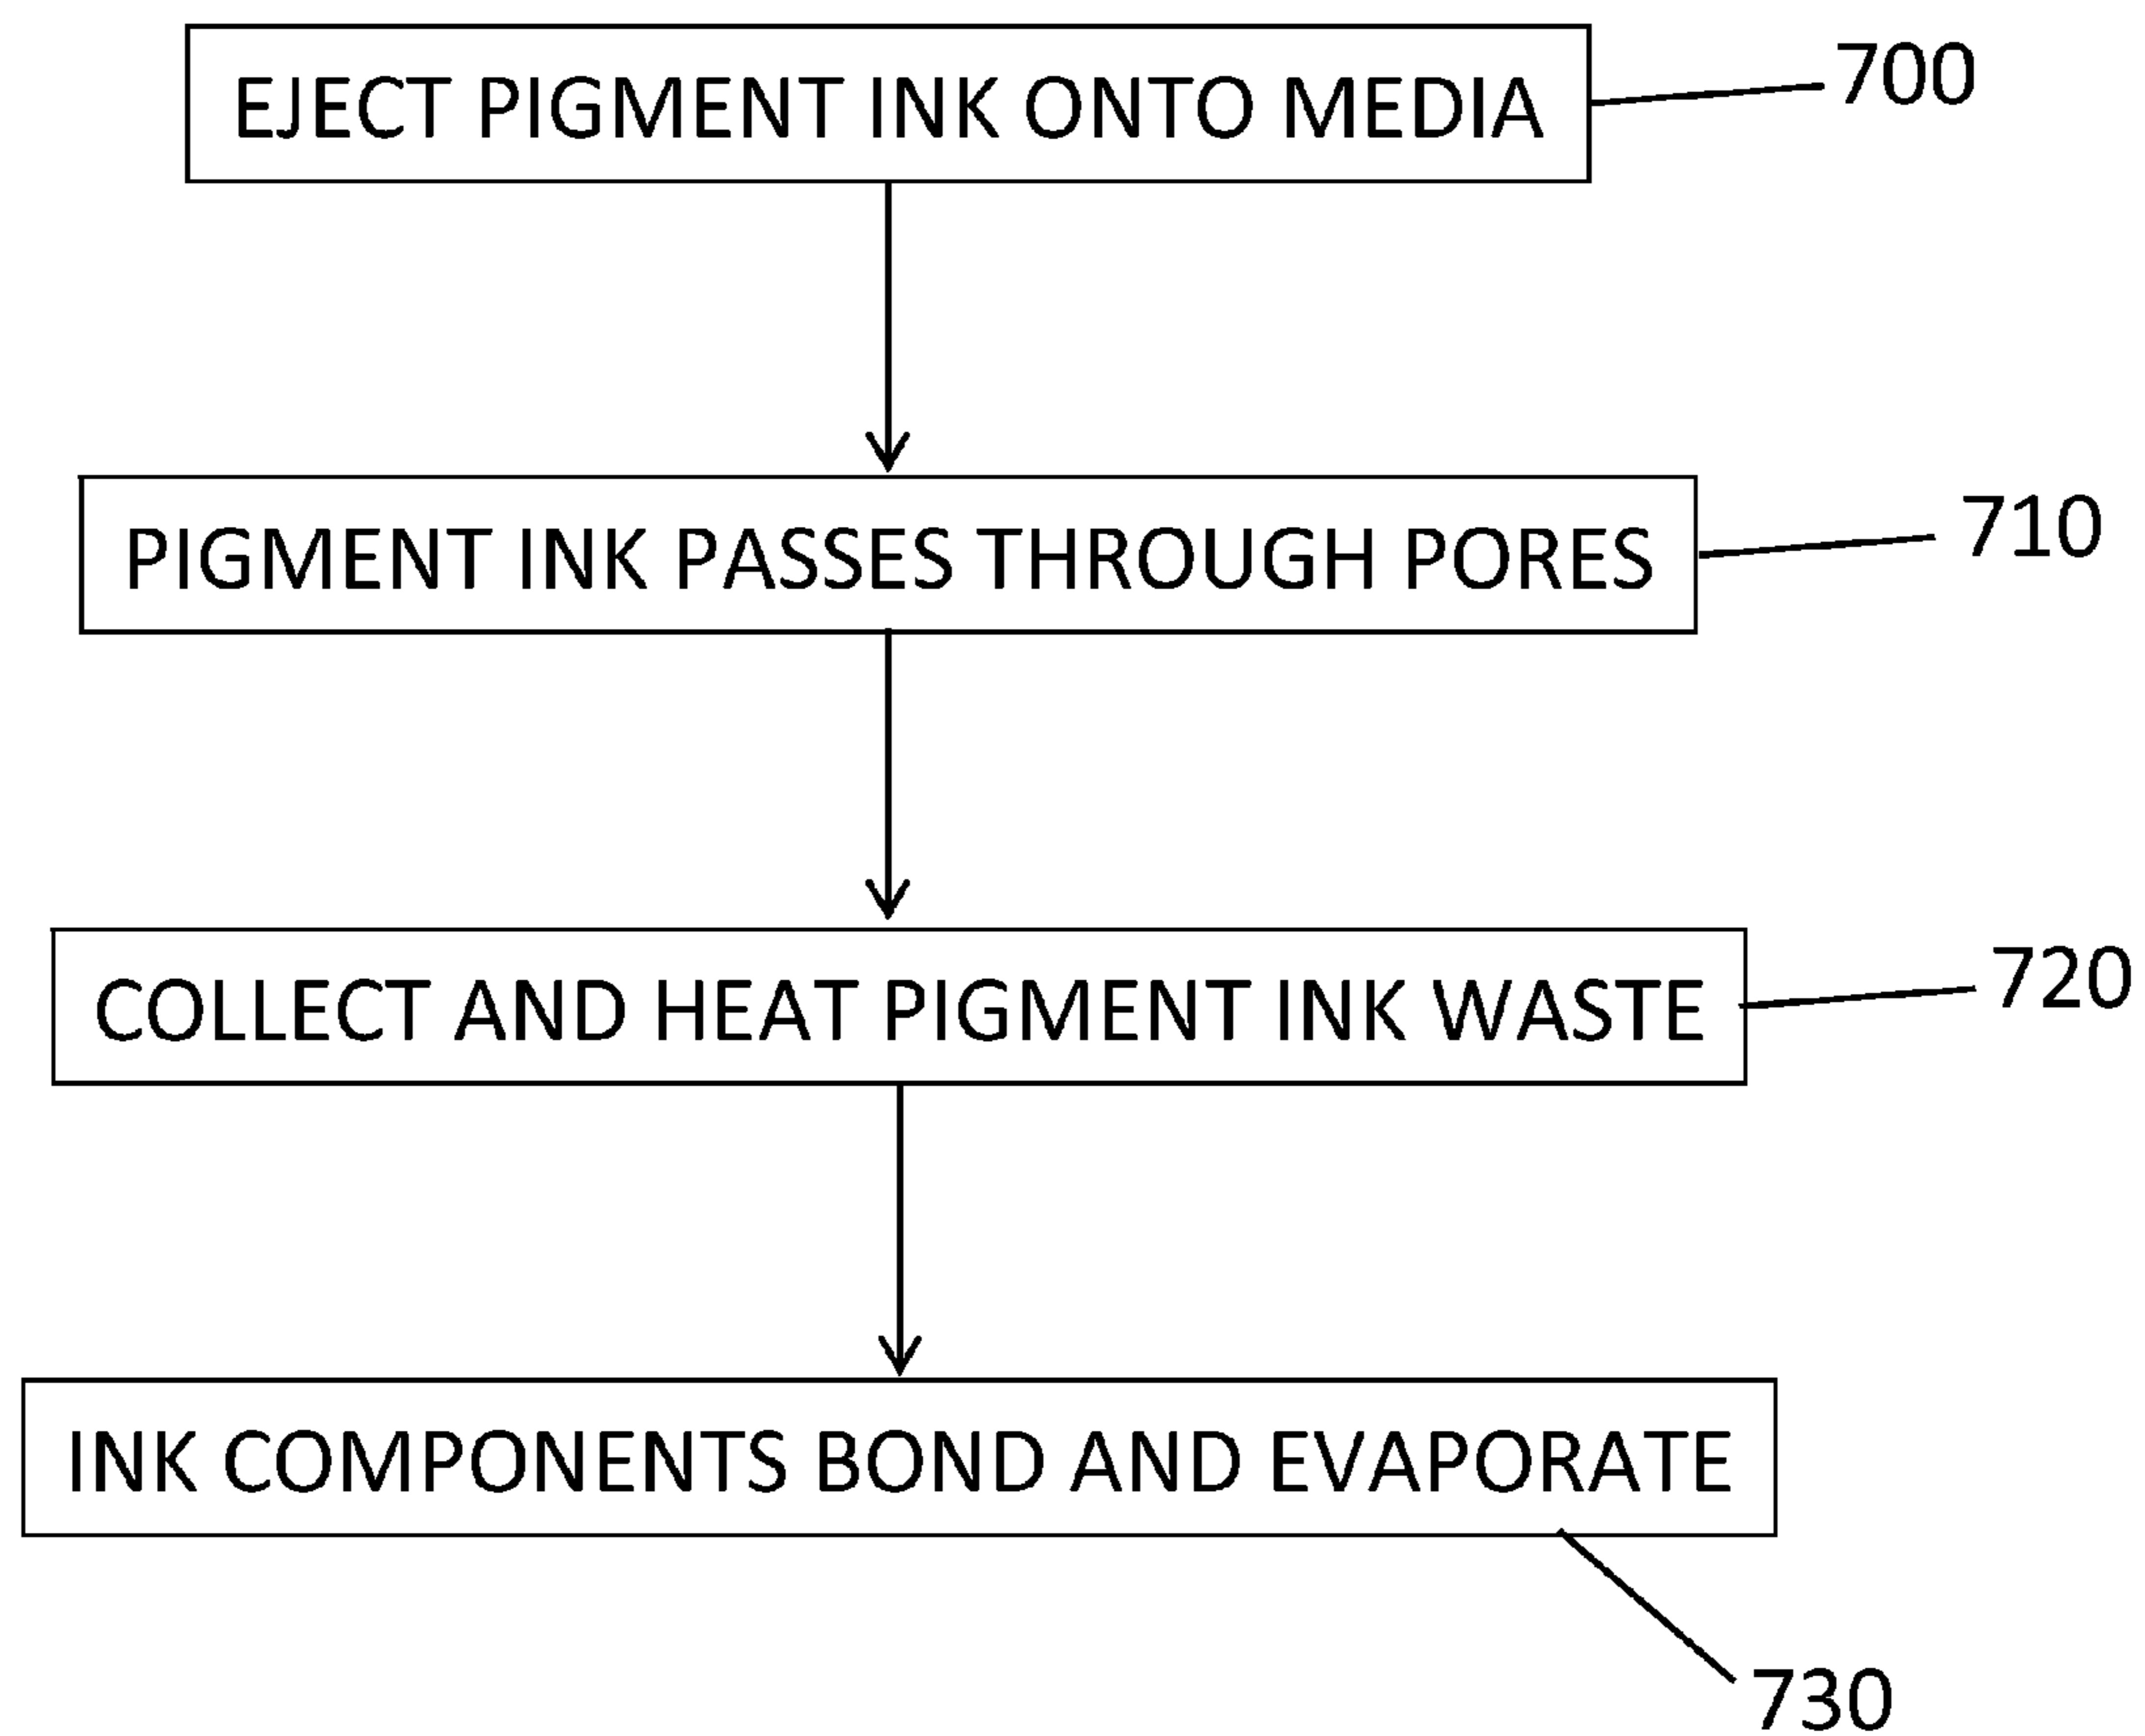 EJECT PIGMENT INK ONTO MEDIA
700
PIGMENT INK PASSES THROUGH PORES
710
COLLECT AND HEAT PIGMENT INK WASTE
720
INK COMPONENTS BOND AND EVAPORATE
730